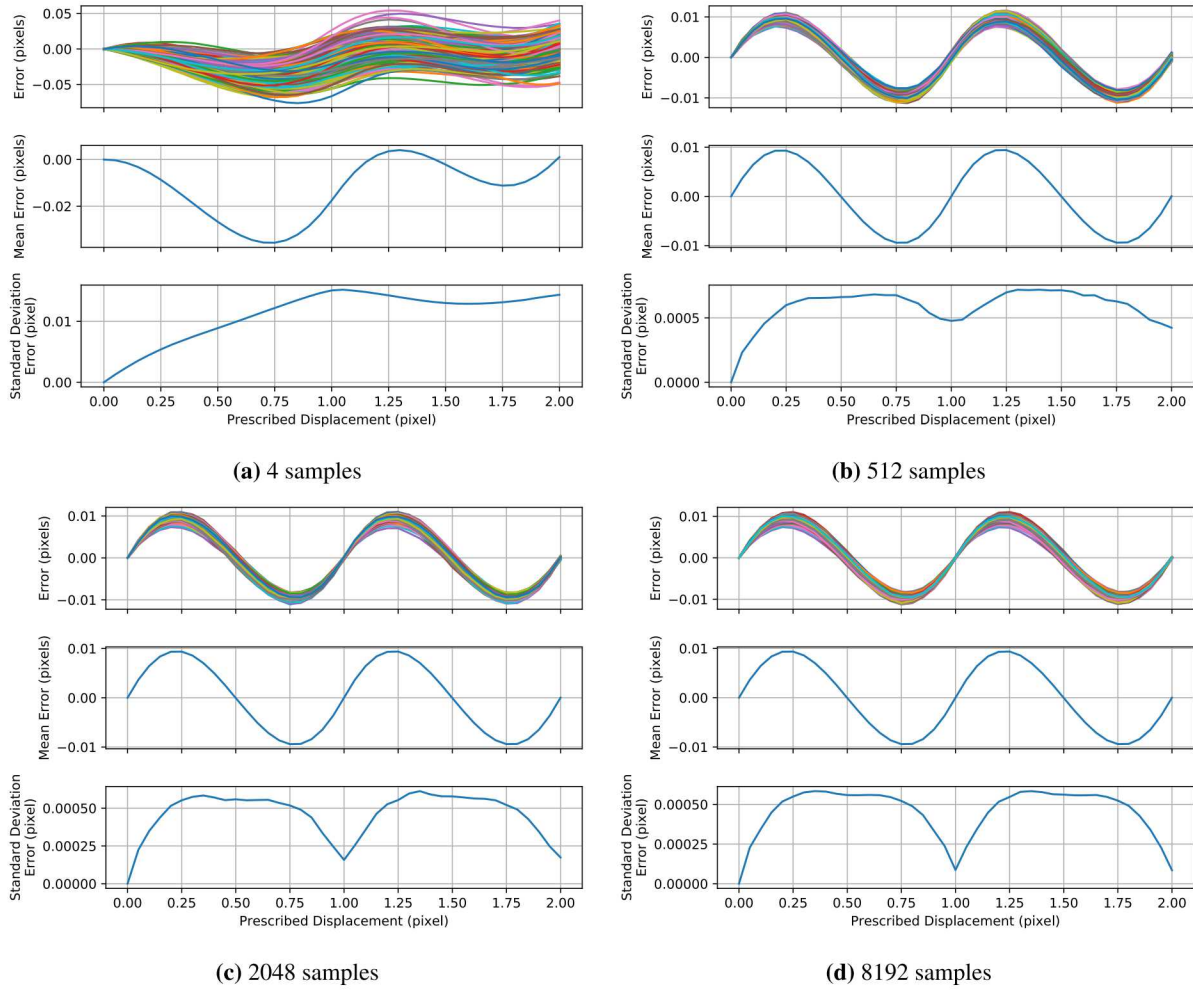 0.05
0.00
−0.05
Error (pixels)
0.00
−0.02
Mean Error (pixels)
0.01
0.00
Standard Deviation
Error (pixel)
0.00 0.25 0.50 0.75 1.00 1.25 1.50 1.75 2.00
Prescribed Displacement (pixel)
(a) 4 samples
0.01
0.00
−0.01
Error (pixels)
0.01
0.00
−0.01
Mean Error (pixels)
0.0005
0.0000
Standard Deviation
Error (pixel)
0.00 0.25 0.50 0.75 1.00 1.25 1.50 1.75 2.00
Prescribed Displacement (pixel)
(b) 512 samples
0.01
0.00
−0.01
Error (pixels)
0.01
0.00
−0.01
Mean Error (pixels)
0.00050
0.00025
0.00000
Standard Deviation
Error (pixel)
0.00 0.25 0.50 0.75 1.00 1.25 1.50 1.75 2.00
Prescribed Displacement (pixel)
(c) 2048 samples
0.01
0.00
−0.01
Error (pixels)
0.01
0.00
−0.01
Mean Error (pixels)
0.00050
0.00025
0.00000
Standard Deviation
Error (pixel)
0.00 0.25 0.50 0.75 1.00 1.25 1.50 1.75 2.00
Prescribed Displacement (pixel)
(d) 8192 samples